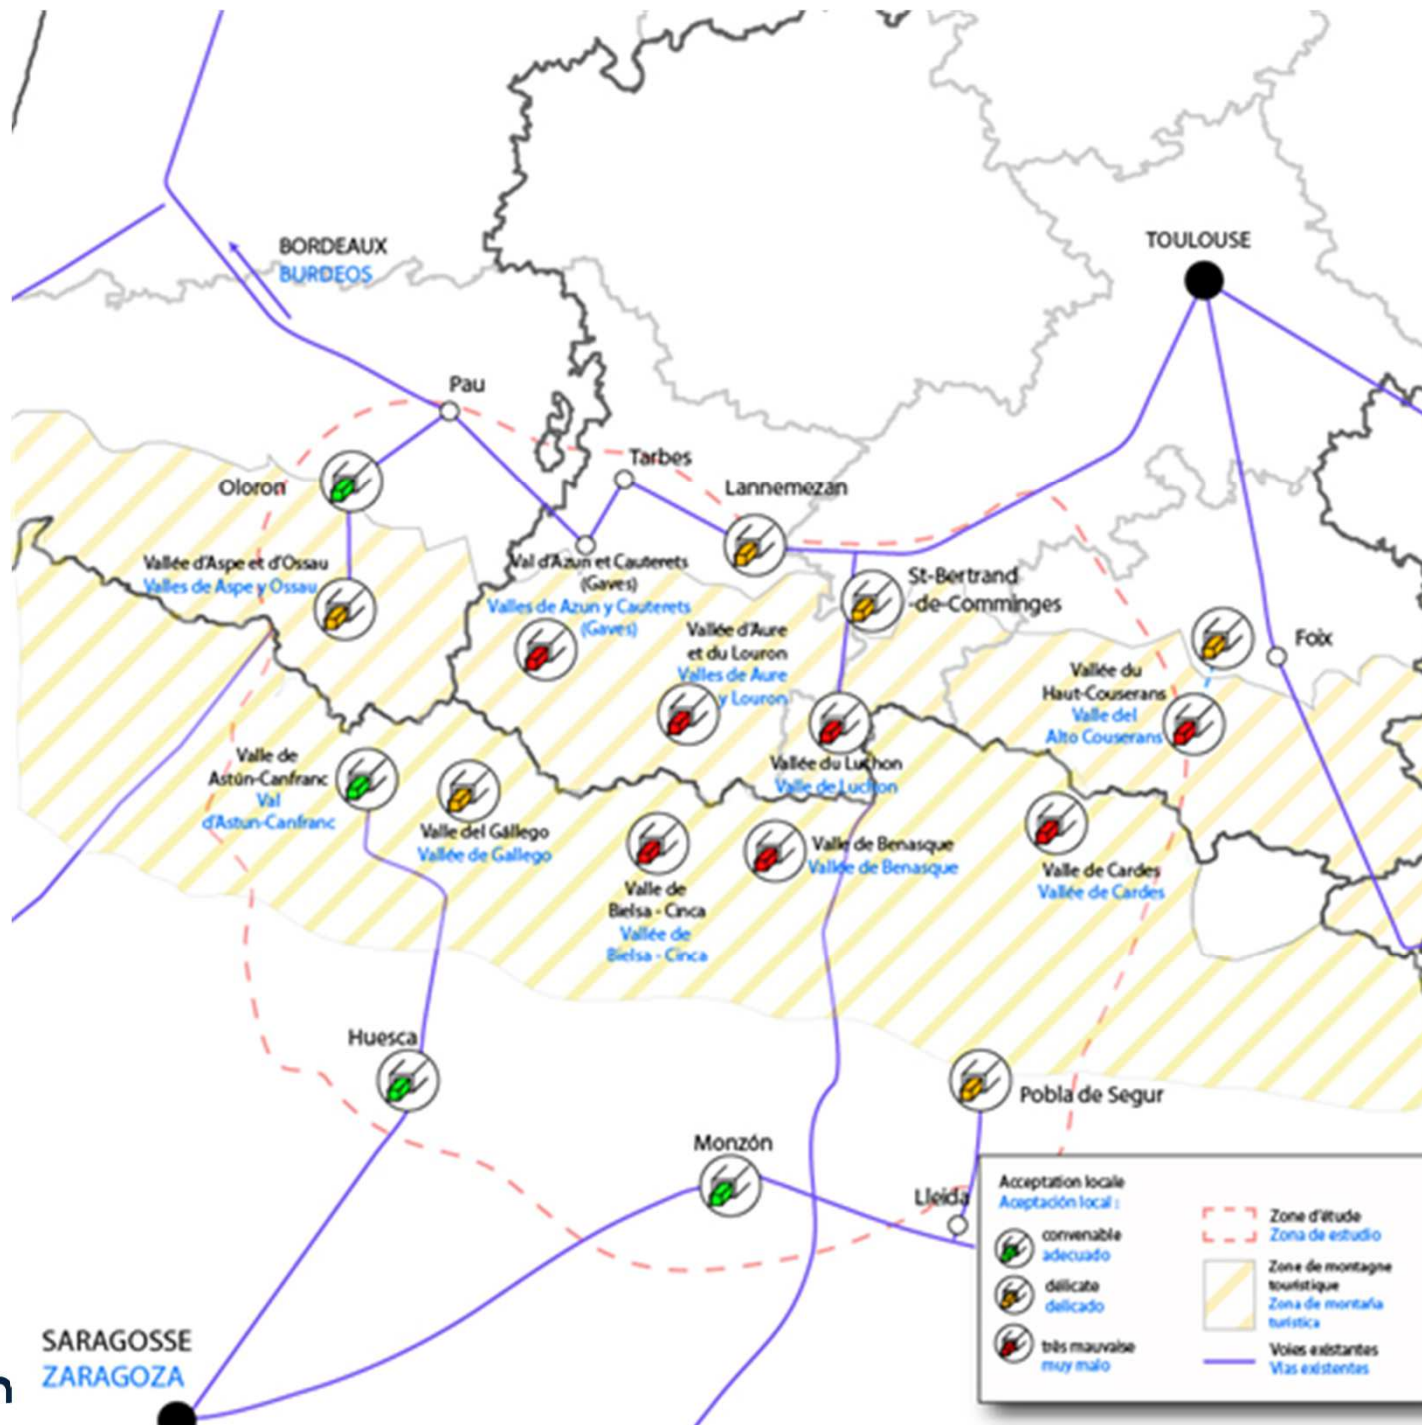 BORDEAUX
BURDEOS
TOULOUSE
Pau
Tarbes
Oloron
Lannemezan
Vallée d'Aspe et d'Ossau
Valles de Aspe y Ossau
Val d'Azun et Cauterets
(Gaves)
Valles de Azun y Cauterets
(Gaves)
St-Bertrand
-de-Comminges
Vallée d'Aure
et du Louron
Valles de Aure
y Louron
Foix
Vallée du
Haut-Couserans
Valle del
Alto Couserans
Valle de
Astún-Canfranc
Val
d'Astun-Canfranc
Vallée du Luchon
Valle de Luchon
Valle del Gállego
Vallée de Gallego
Valle de Benasque
Vallée de Benasque
Valle de
Bielsa - Cinca
Vallée de
Bielsa - Cinca
Valle de Cardes
Vallée de Cardes
Huesca
Pobla de Segur
Monzón
Lleida
SARAGOSSE
ZARAGOZA
Acceptation locale
Aceptación local :
convenable
adecuado
délicate
delicado
très mauvaise
muy malo
Zone d'étude
Zona de estudio
Zone de montagne
touristique
Zona de montaña
turística
Voies existantes
Vías existentes